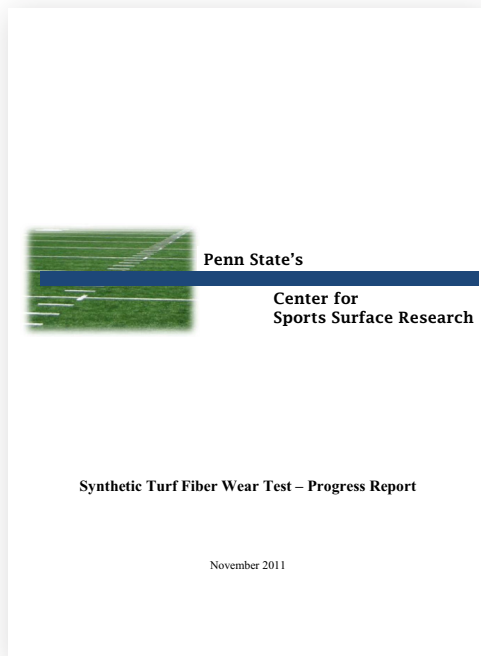 Penn State’s
Center for
Sports Surface Research
Synthetic Turf Fiber Wear Test – Progress Report
November 2011